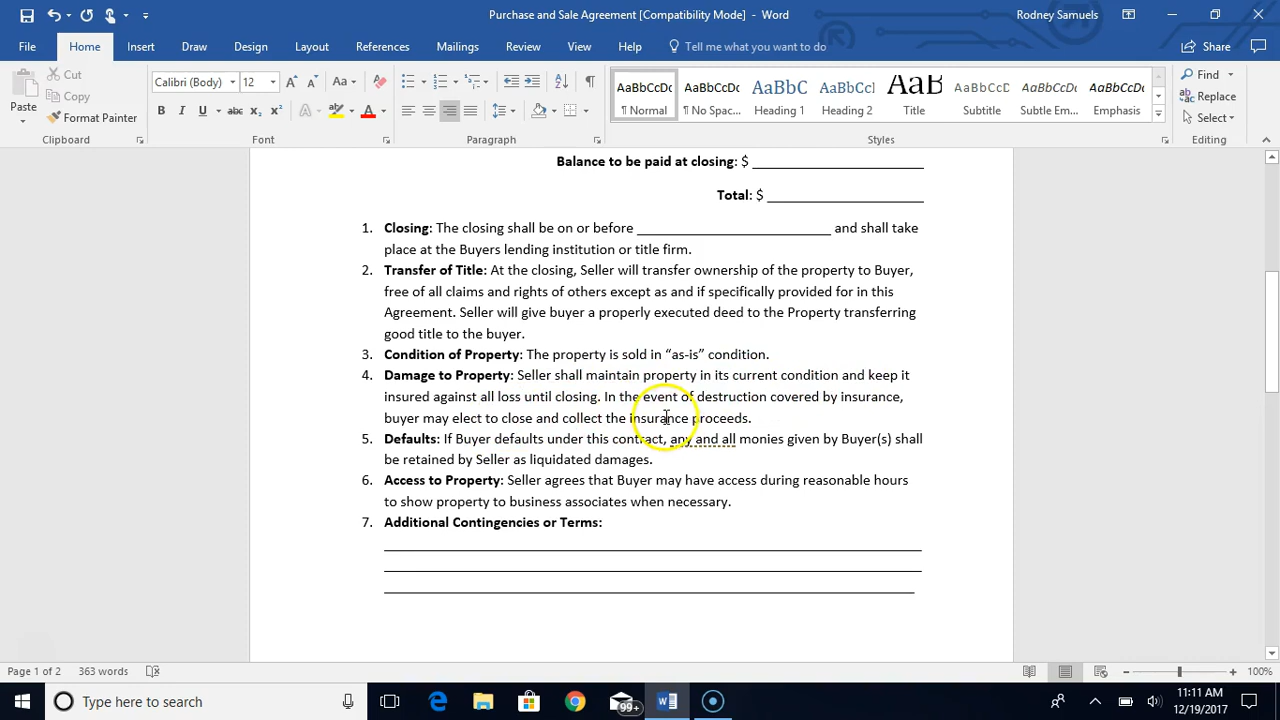 Purchase and Sale Agreement [Compatibility Mode] - Word
Rodney Samuels
File Home Insert Draw Design Layout References Mailings Review View Help Tell me what you want to do Share
Paste
Cut
Copy
Format Painter
Clipboard
Calibri (Body) 12
Font
Paragraph
AaBbCcDc AaBbCcDc AaBbC AaBbCcl AaB AaBbCcD AaBbCcDc AaBbCcDc
¶ Normal ¶ No Spac... Heading 1 Heading 2 Title Subtitle Subtle Em... Emphasis
Styles
Find
Replace
Select
Editing
Balance to be paid at closing: $ ______________________
Total: $ ____________________
1. Closing: The closing shall be on or before _________________________ and shall take
place at the Buyers lending institution or title firm.
2. Transfer of Title: At the closing, Seller will transfer ownership of the property to Buyer,
free of all claims and rights of others except as and if specifically provided for in this
Agreement. Seller will give buyer a properly executed deed to the Property transferring
good title to the buyer.
3. Condition of Property: The property is sold in “as-is” condition.
4. Damage to Property: Seller shall maintain property in its current condition and keep it
insured against all loss until closing. In the event of destruction covered by insurance,
buyer may elect to close and collect the insurance proceeds.
5. Defaults: If Buyer defaults under this contract, any and all monies given by Buyer(s) shall
be retained by Seller as liquidated damages.
6. Access to Property: Seller agrees that Buyer may have access during reasonable hours
to show property to business associates when necessary.
7. Additional Contingencies or Terms:
Page 1 of 2 363 words 100%
Type here to search
99+
11:11 AM
12/19/2017